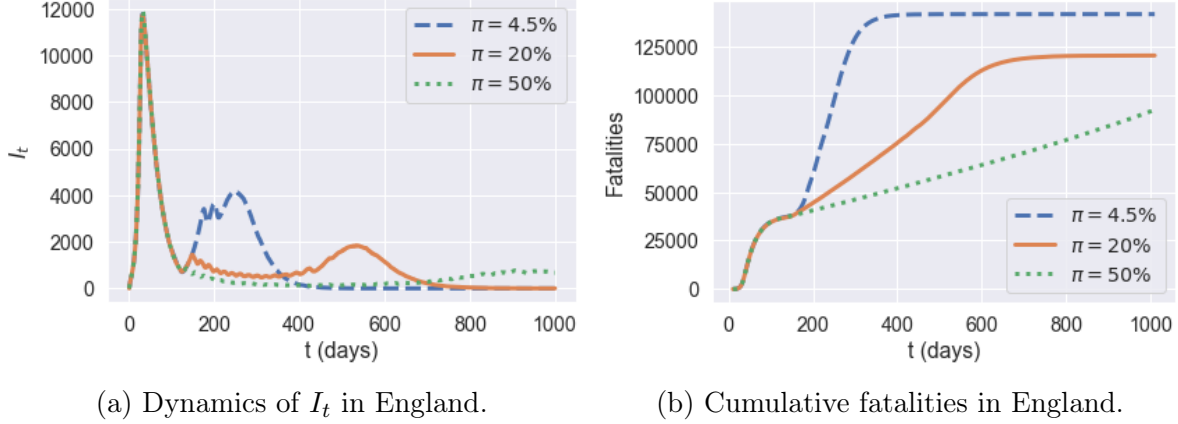 12000
10000
8000
6000
4000
2000
0
I_t
π = 4.5%
π = 20%
π = 50%
0 200 400 600 800 1000
t (days)
(a) Dynamics of I_t in England.
125000
100000
75000
50000
25000
0
Fatalities
π = 4.5%
π = 20%
π = 50%
0 200 400 600 800 1000
t (days)
(b) Cumulative fatalities in England.